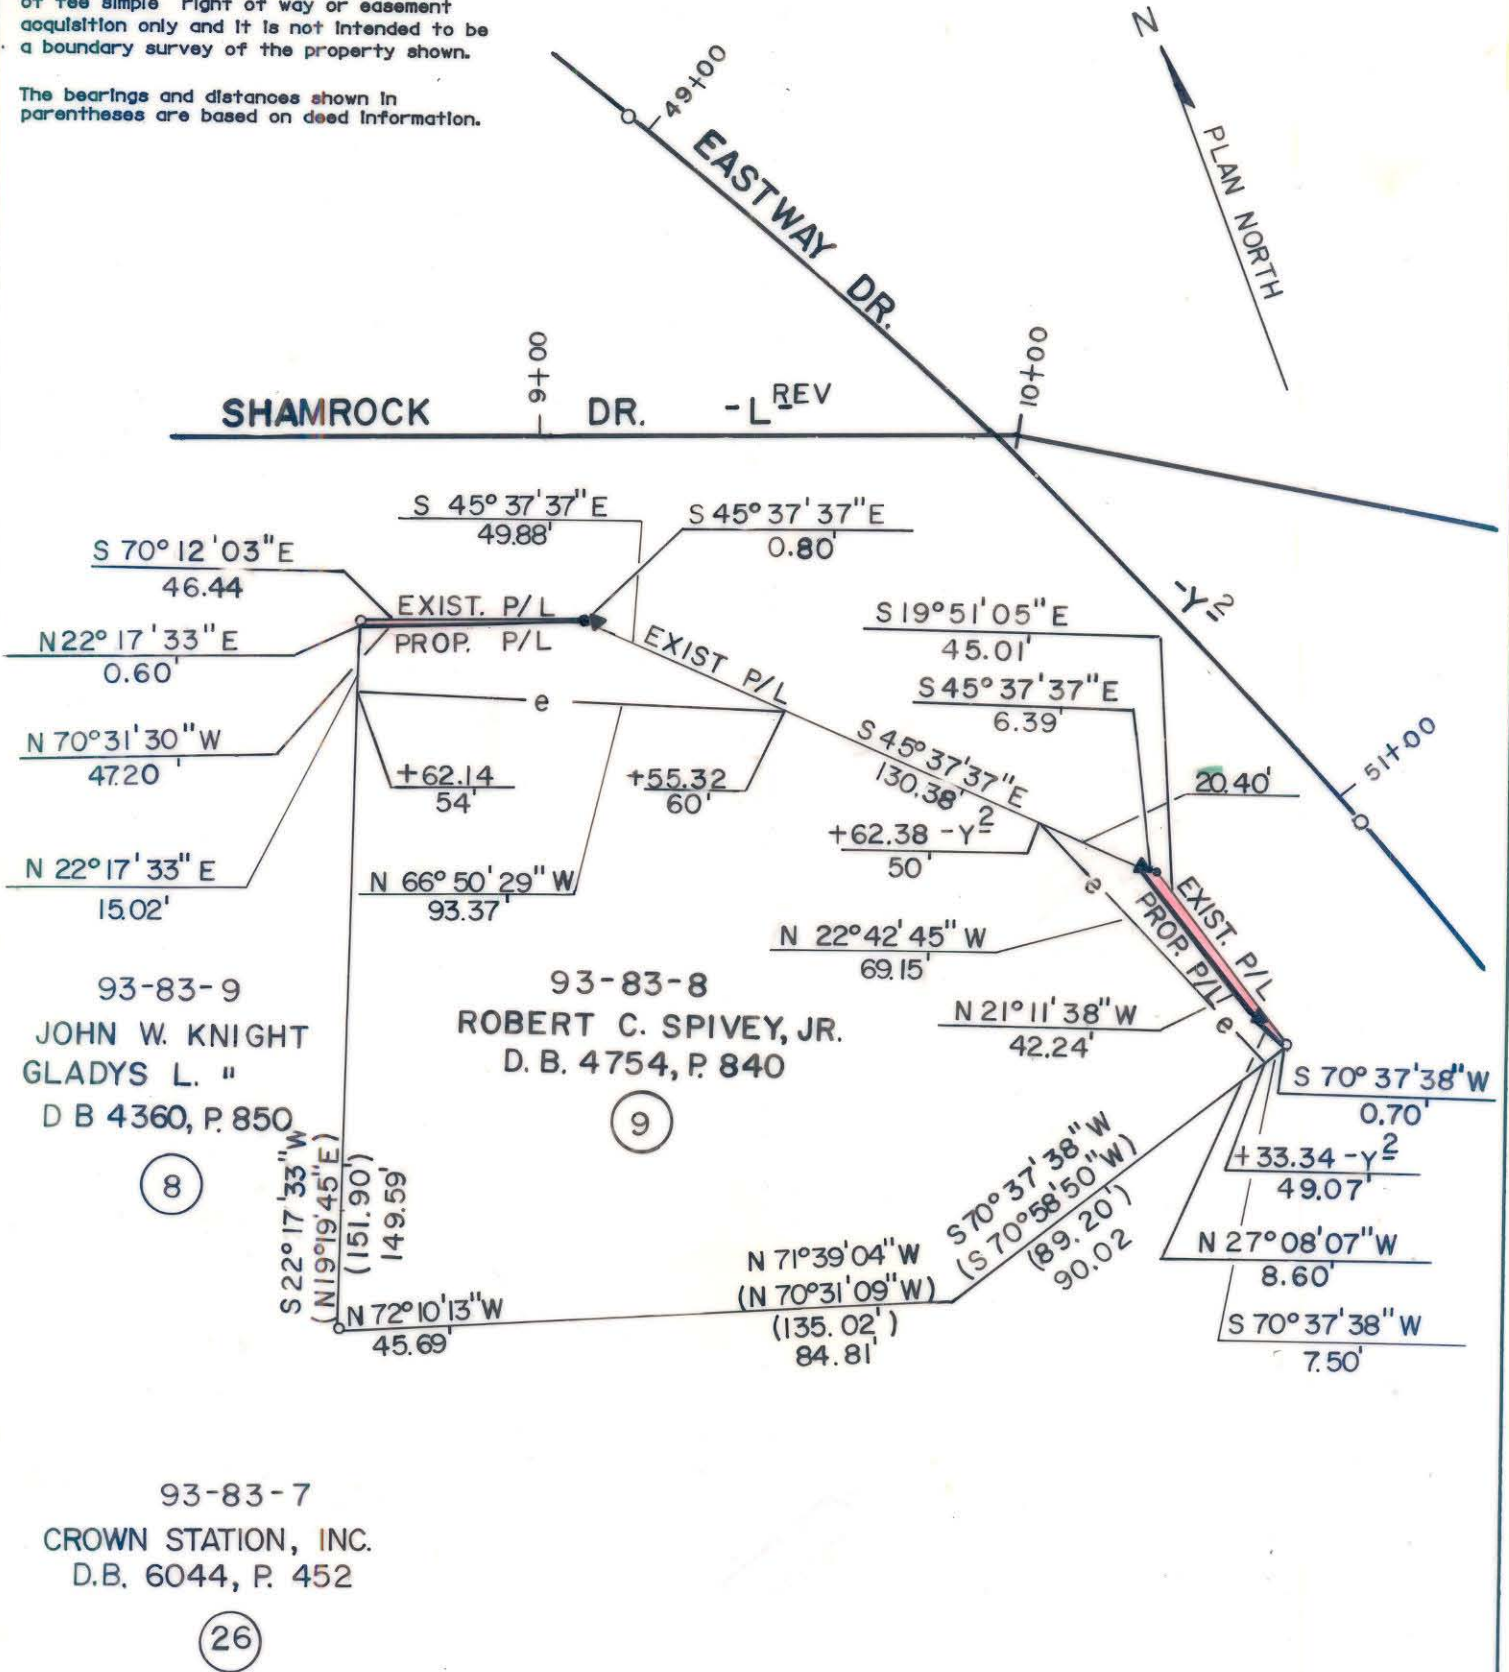 of fee simple right of way or easement
acquisition only and it is not intended to be
a boundary survey of the property shown.
The bearings and distances shown in
parentheses are based on deed information.
49+00
EASTWAY DR.
N
PLAN NORTH
9+00
10+00
SHAMROCK DR. -L- REV
S 45° 37' 37" E
49.88'
S 45° 37' 37" E
0.80'
S 70° 12' 03" E
46.44
EXIST. P/L
PROP. P/L
N 22° 17' 33" E
0.60'
EXIST P/L
S 19° 51' 05" E
45.01'
-Y2
S 45° 37' 37" E
6.39'
51+00
e
N 70° 31' 30" W
47.20'
+62.14
54'
+55.32
60'
S 45° 37' 37" E
130.38'
20.40'
+62.38 -Y2
50'
N 22° 17' 33" E
15.02'
N 66° 50' 29" W
93.37'
e
EXIST. P/L
PROP. P/L
e
N 22° 42' 45" W
69.15'
N 21° 11' 38" W
42.24'
93-83-9
JOHN W. KNIGHT
GLADYS L. "
D B 4360, P. 850
8
93-83-8
ROBERT C. SPIVEY, JR.
D. B. 4754, P. 840
9
S 70° 37' 38" W
0.70'
+33.34 -Y2
49.07'
N 27° 08' 07" W
8.60'
S 70° 37' 38" W
7.50'
S 22° 17' 33" W
(N 19° 19' 45" E)
(151.90')
149.59'
S 70° 37' 38" W
(S 70° 58' 50" W)
(89.20')
90.02
N 71° 39' 04" W
(N 70° 31' 09" W)
(135.02')
84.81'
N 72° 10' 13" W
45.69'
93-83-7
CROWN STATION, INC.
D.B. 6044, P. 452
26